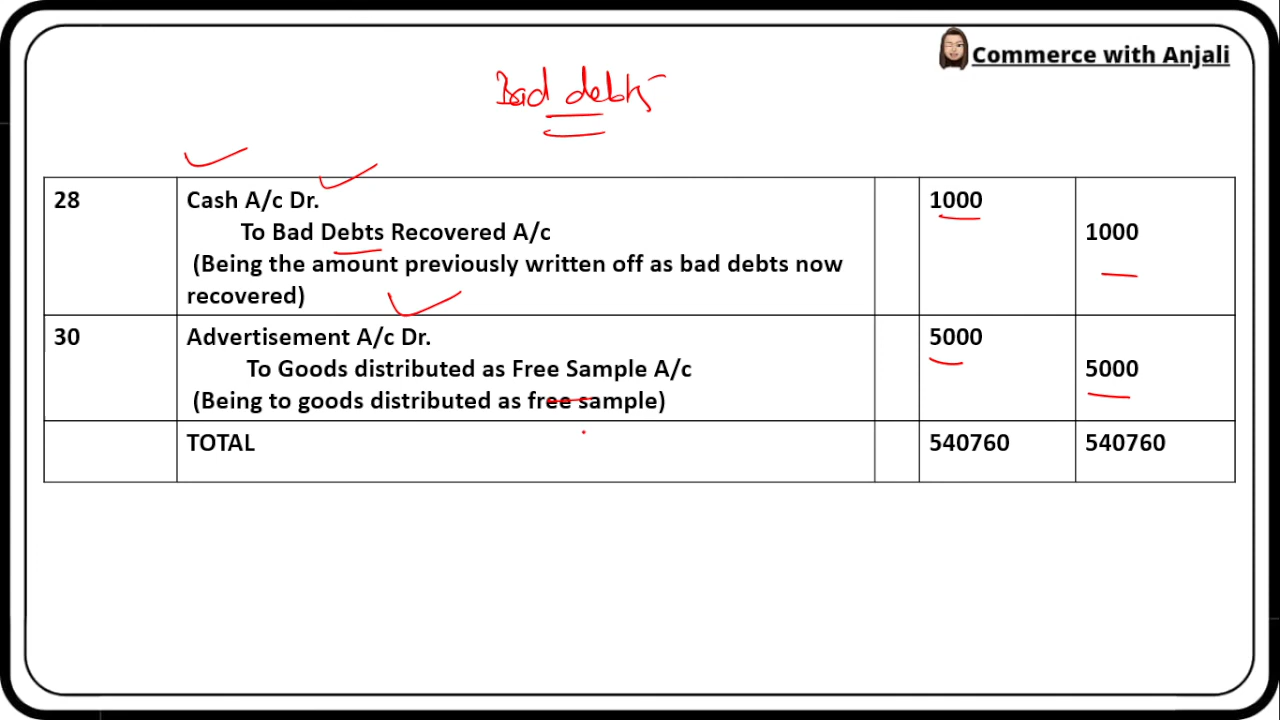 Commerce with Anjali
Bad debts
28 Cash A/c Dr. 1000
To Bad Debts Recovered A/c 1000
(Being the amount previously written off as bad debts now
recovered)
30 Advertisement A/c Dr. 5000
To Goods distributed as Free Sample A/c 5000
(Being to goods distributed as free sample)
TOTAL 540760 540760